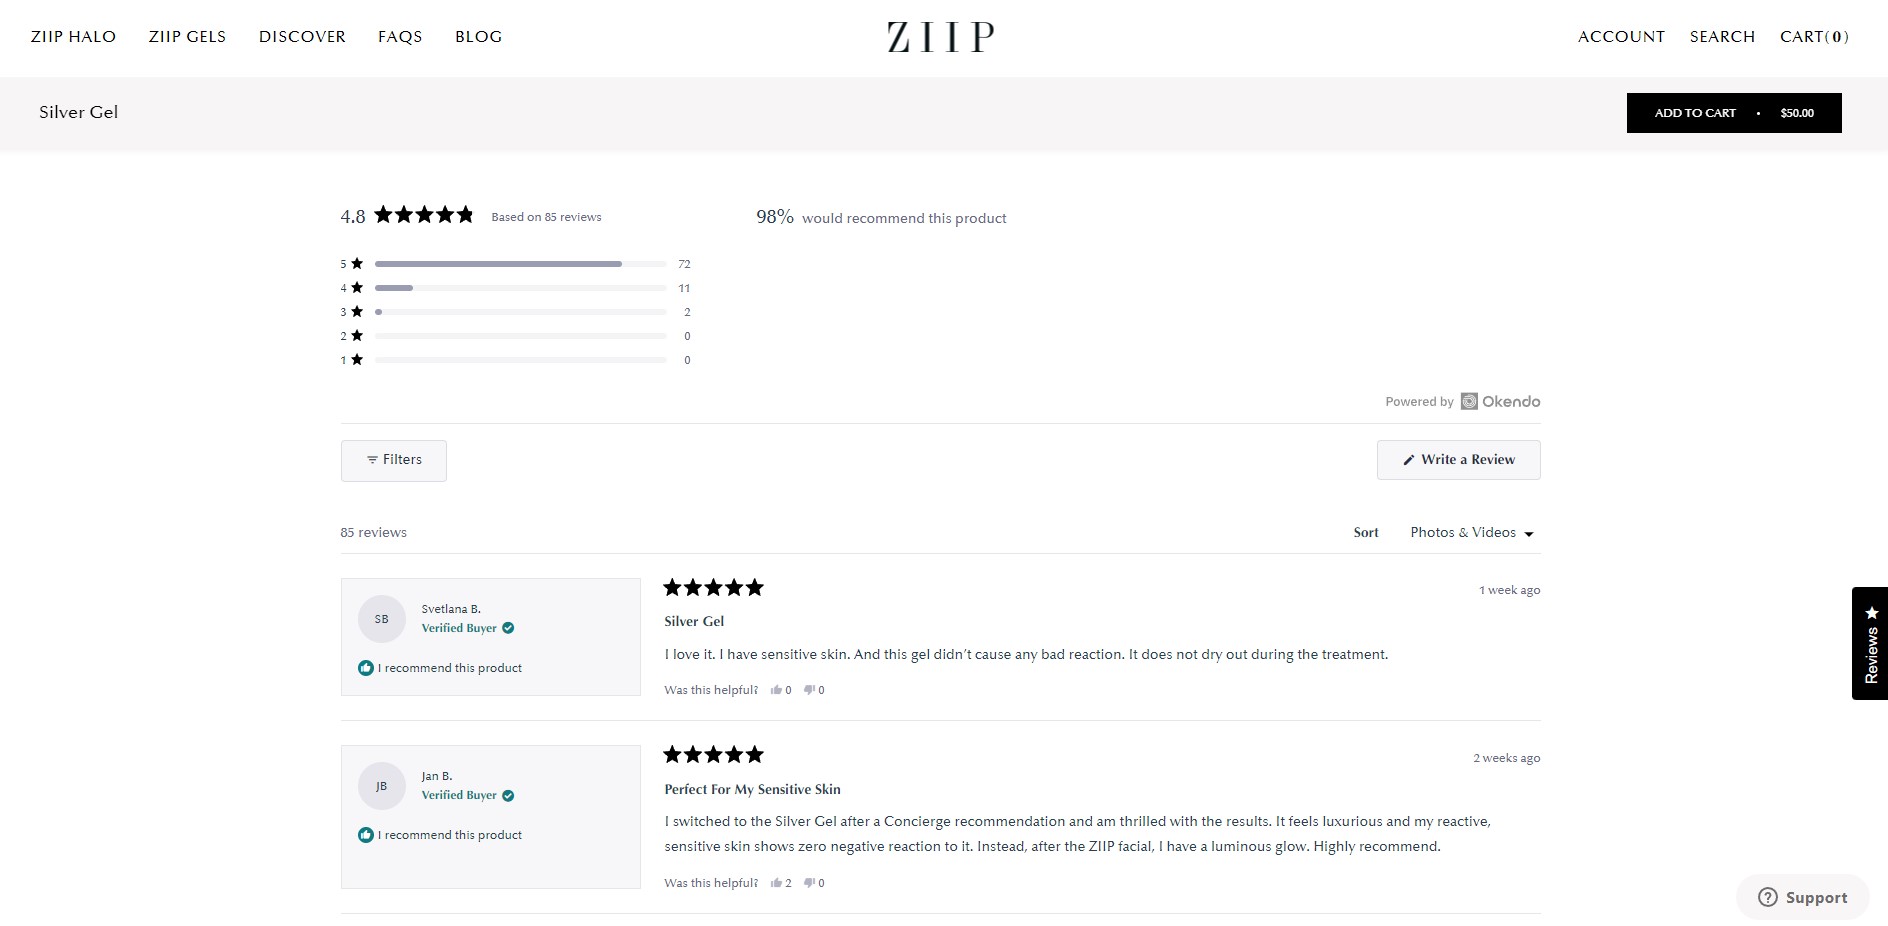 ZIIP HALO ZIIP GELS DISCOVER FAQS BLOG ZIIP ACCOUNT SEARCH CART(0)
Silver Gel ADD TO CART • $50.00
4.8 Based on 85 reviews 98% would recommend this product
5 72
4 11
3 2
2 0
1 0
Powered by Okendo
Filters Write a Review
85 reviews Sort Photos & Videos
SB Svetlana B.
Verified Buyer
I recommend this product
1 week ago
Silver Gel
I love it. I have sensitive skin. And this gel didn't cause any bad reaction. It does not dry out during the treatment.
Was this helpful? 0 0
Reviews
JB Jan B.
Verified Buyer
I recommend this product
2 weeks ago
Perfect For My Sensitive Skin
I switched to the Silver Gel after a Concierge recommendation and am thrilled with the results. It feels luxurious and my reactive,
sensitive skin shows zero negative reaction to it. Instead, after the ZIIP facial, I have a luminous glow. Highly recommend.
Was this helpful? 2 0
Support